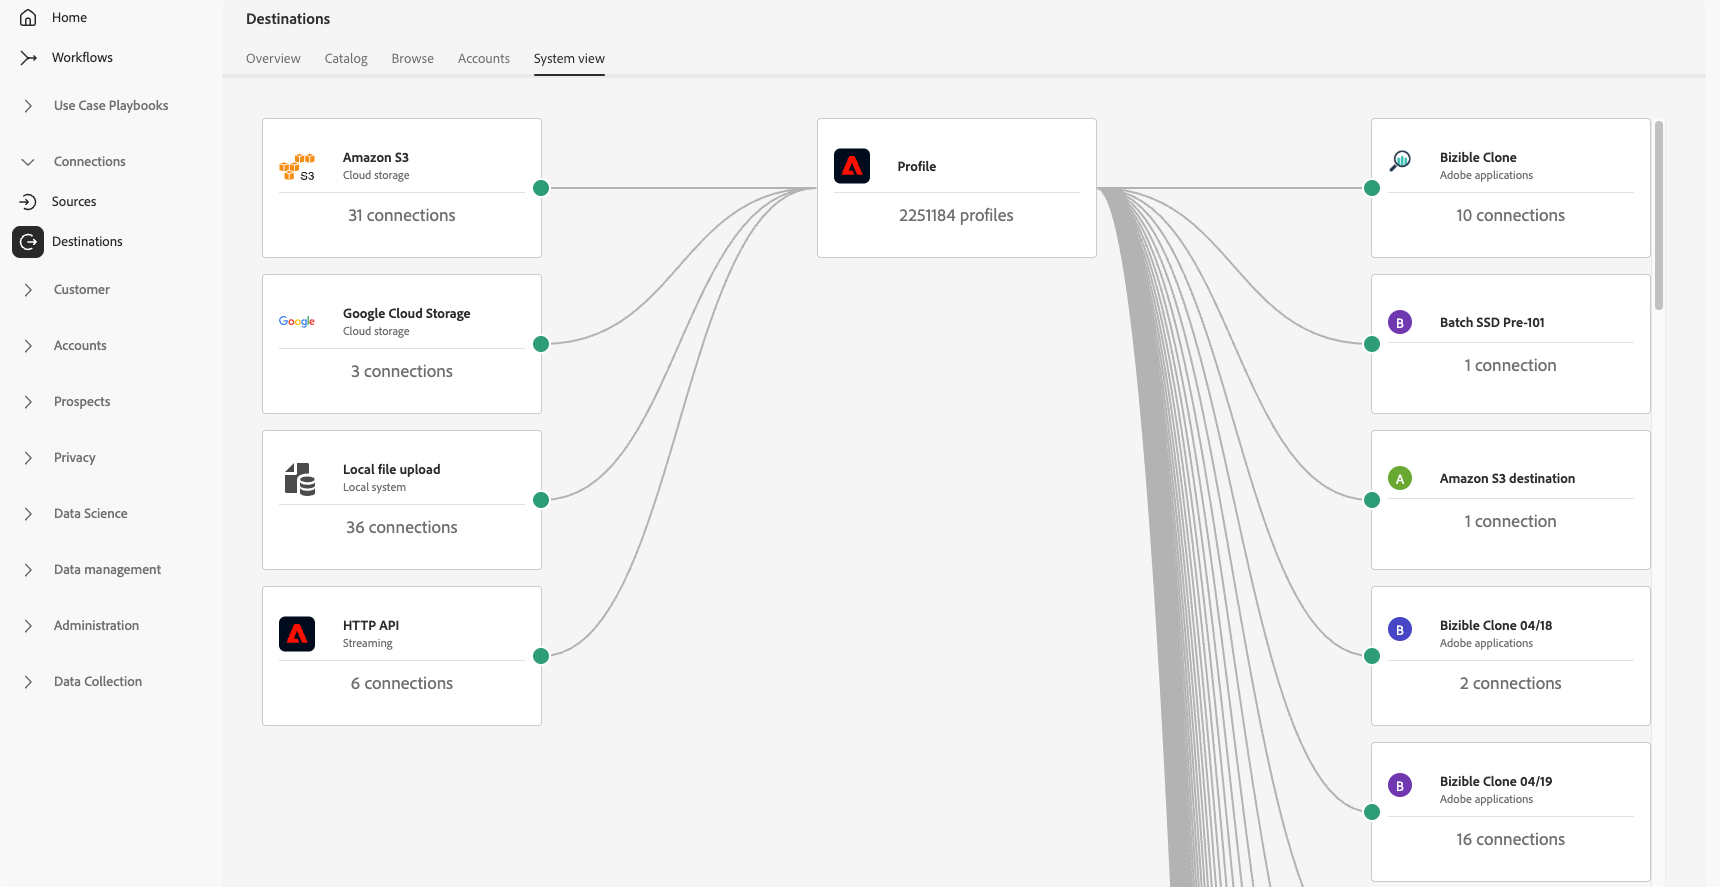 Home
Workflows
Use Case Playbooks
Connections
Sources
Destinations
Customer
Accounts
Prospects
Privacy
Data Science
Data management
Administration
Data Collection
Destinations
Overview Catalog Browse Accounts System view
S3
Amazon S3
Cloud storage
31 connections
Google
Google Cloud Storage
Cloud storage
3 connections
Local file upload
Local system
36 connections
HTTP API
Streaming
6 connections
Profile
2251184 profiles
Bizible Clone
Adobe applications
10 connections
B
Batch SSD Pre-101
1 connection
A
Amazon S3 destination
1 connection
B
Bizible Clone 04/18
Adobe applications
2 connections
B
Bizible Clone 04/19
Adobe applications
16 connections